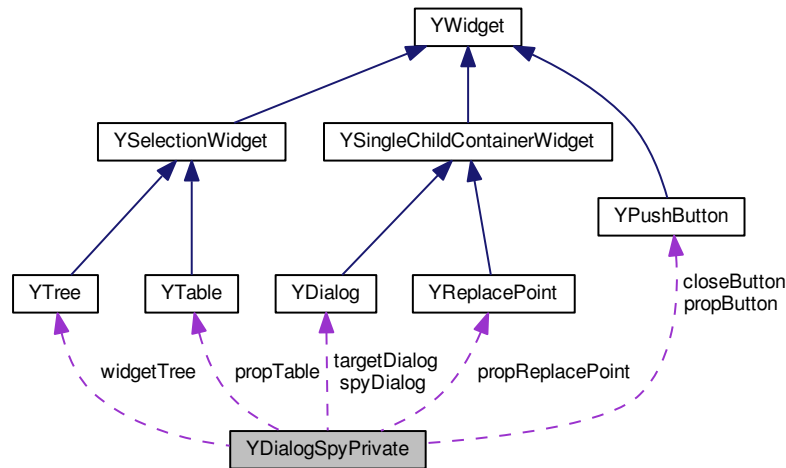 YWidget
YSelectionWidget
YSingleChildContainerWidget
YPushButton
YTree
YTable
YDialog
YReplacePoint
closeButton
propButton
widgetTree
propTable
targetDialog
spyDialog
propReplacePoint
YDialogSpyPrivate